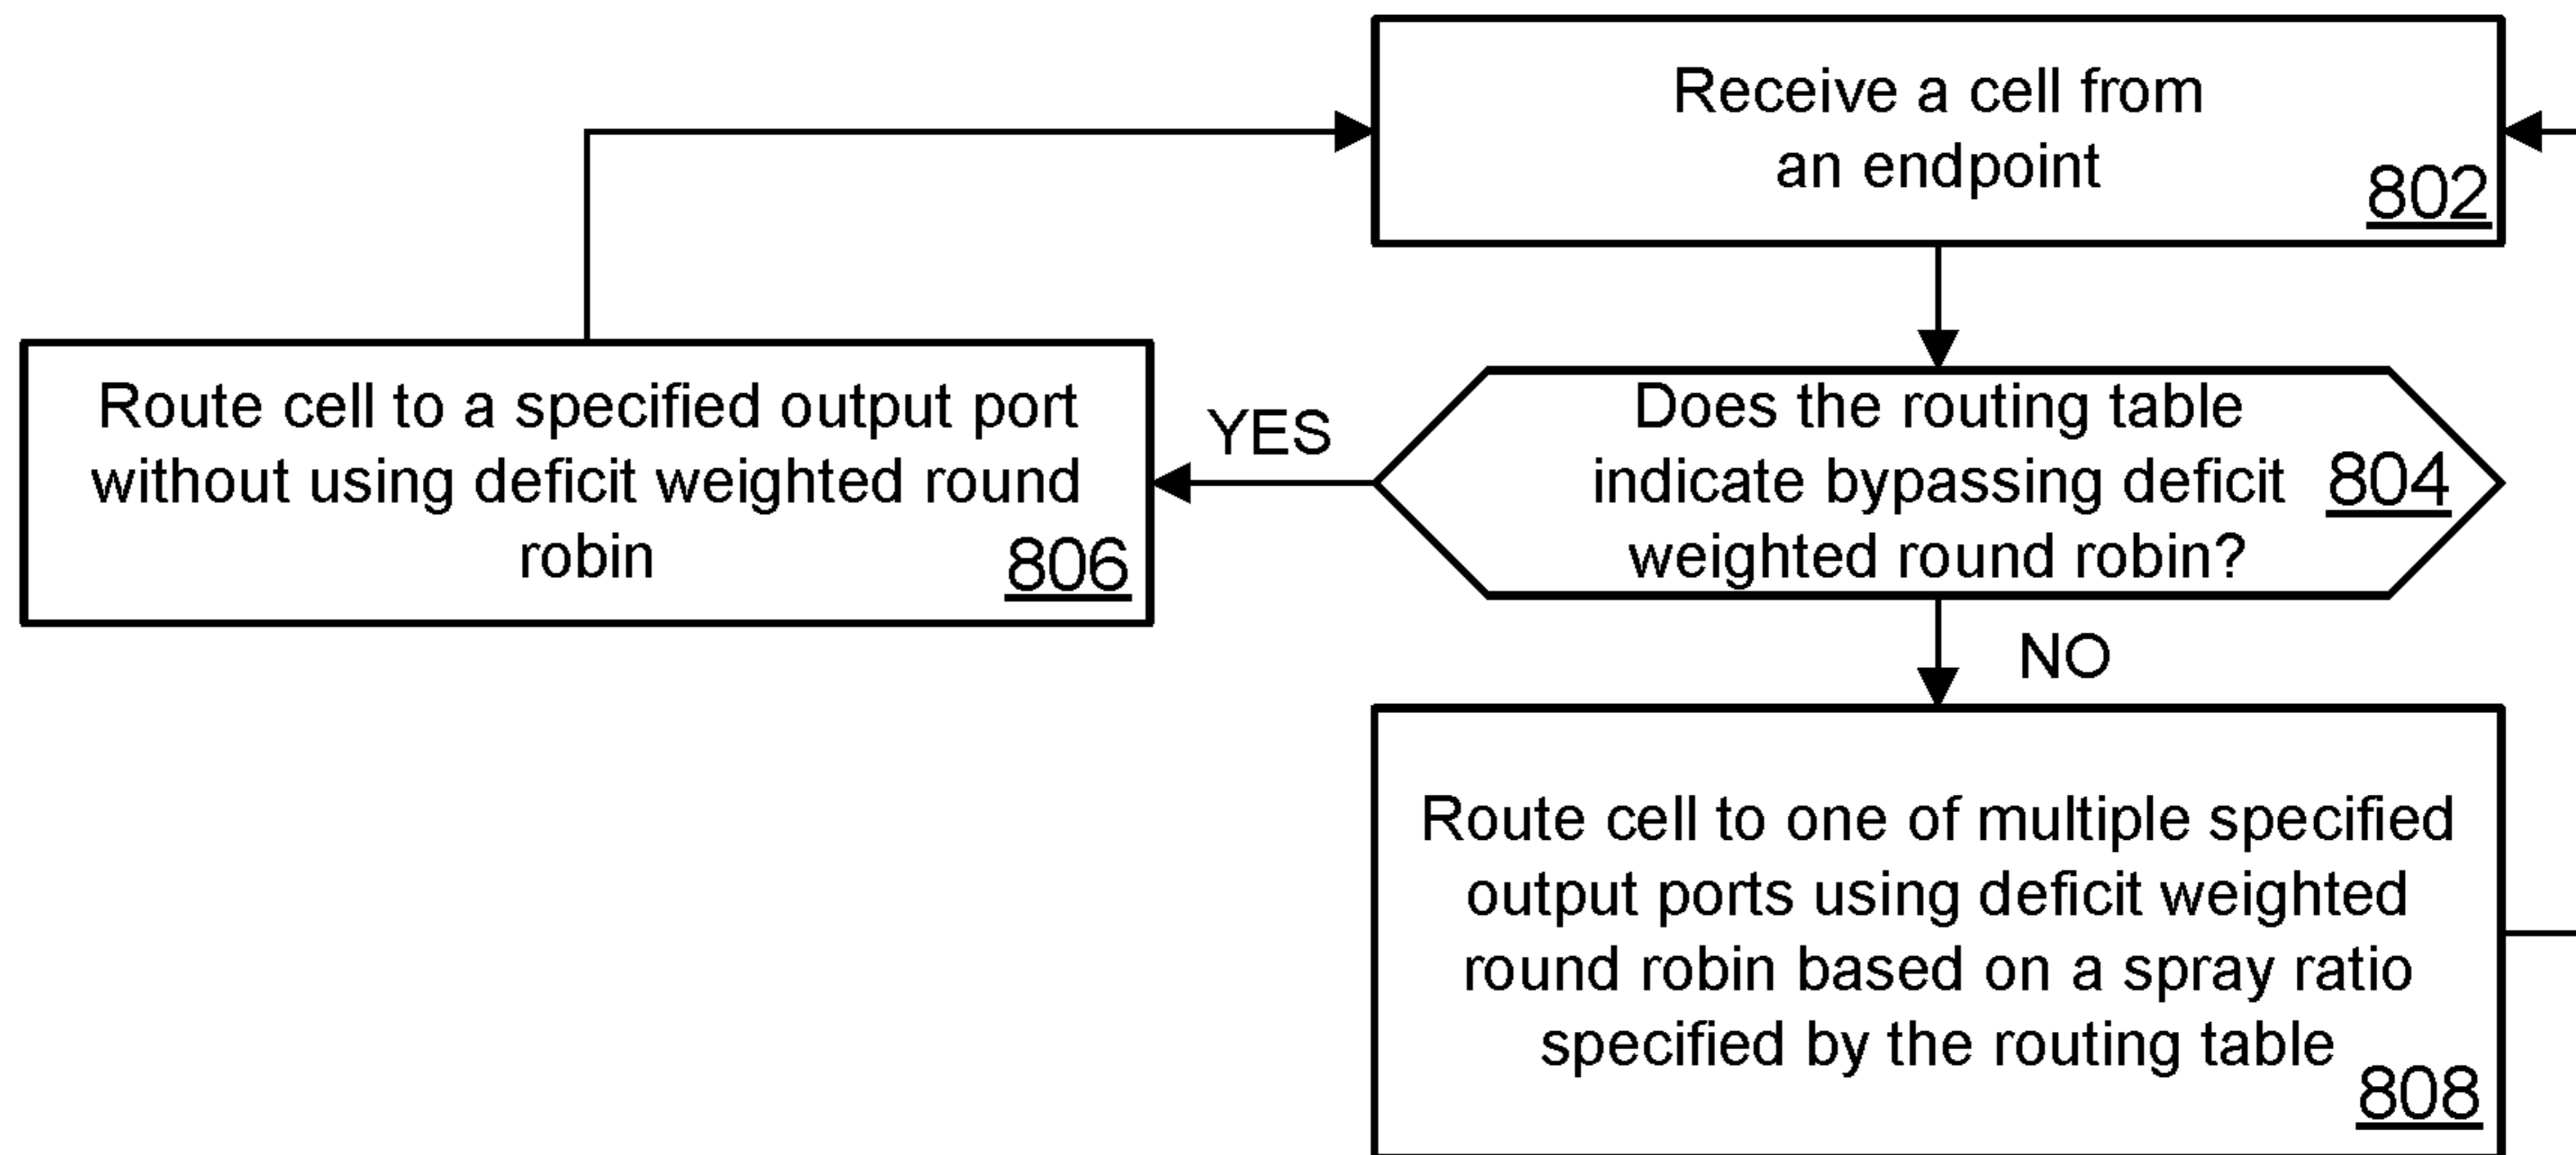 Receive a cell from
an endpoint
802
Does the routing table
indicate bypassing deficit
weighted round robin?
804
YES
Route cell to a specified output port
without using deficit weighted round
robin
806
NO
Route cell to one of multiple specified
output ports using deficit weighted
round robin based on a spray ratio
specified by the routing table
808